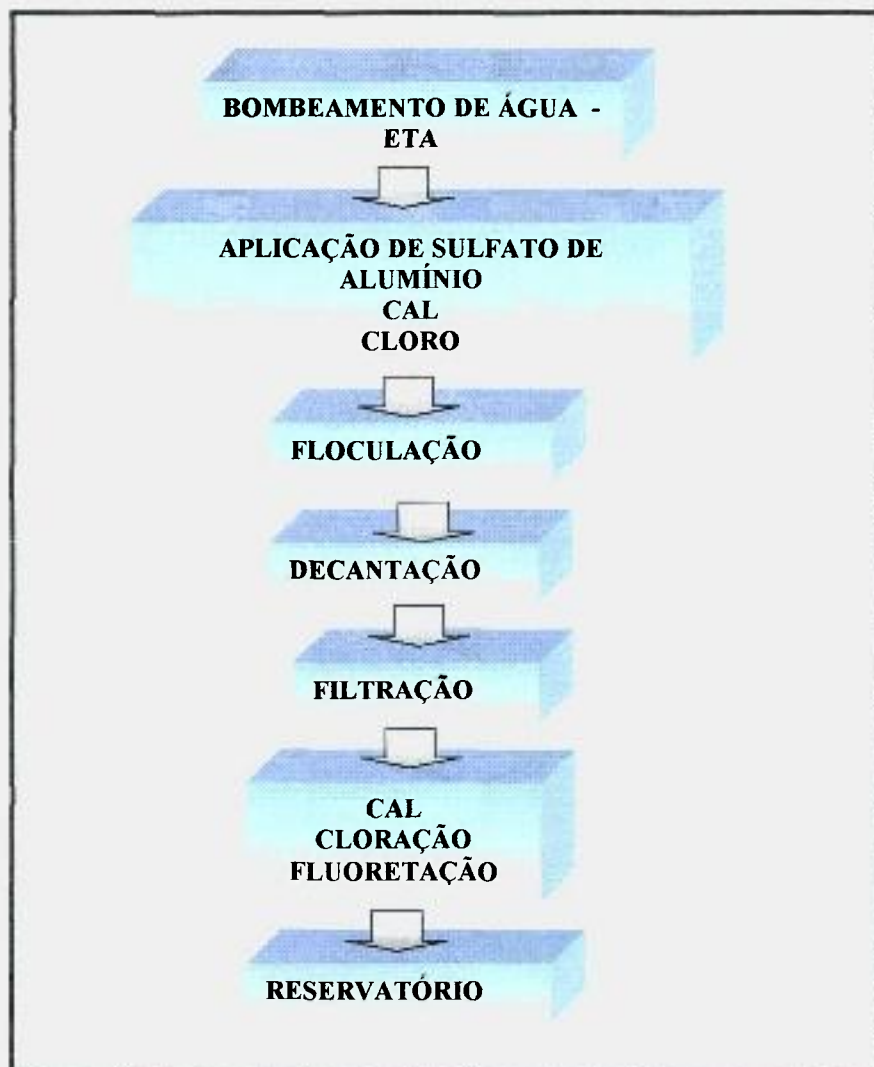 BOMBEAMENTO DE ÁGUA -
ETA
APLICAÇÃO DE SULFATO DE
ALUMÍNIO
CAL
CLORO
FLOCULAÇÃO
DECANTAÇÃO
FILTRAÇÃO
CAL
CLORAÇÃO
FLUORETAÇÃO
RESERVATÓRIO